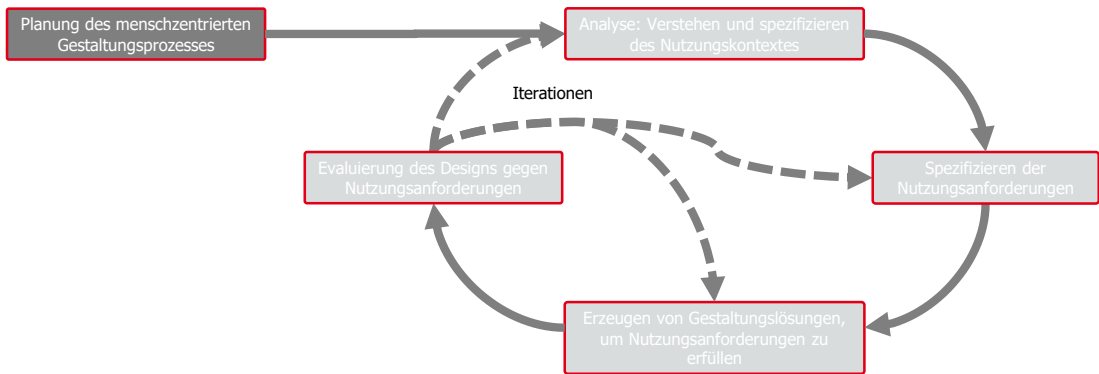 Planung des menschzentrierten
Gestaltungsprozesses
Analyse: Verstehen und spezifizieren
des Nutzungskontextes
Iterationen
Evaluierung des Designs gegen
Nutzungsanforderungen
Spezifizieren der
Nutzungsanforderungen
Erzeugen von Gestaltungslösungen,
um Nutzungsanforderungen zu
erfüllen